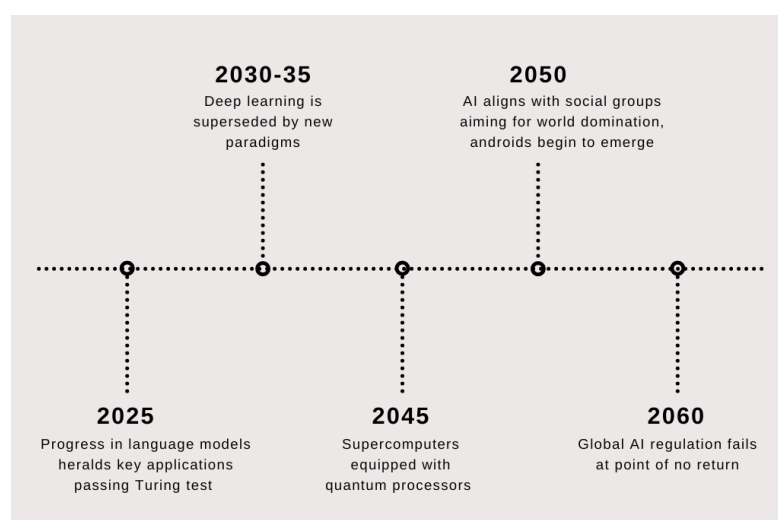 2030-35
Deep learning is
superseded by new
paradigms
2050
AI aligns with social groups
aiming for world domination,
androids begin to emerge
2025
Progress in language models
heralds key applications
passing Turing test
2045
Supercomputers
equipped with
quantum processors
2060
Global AI regulation fails
at point of no return